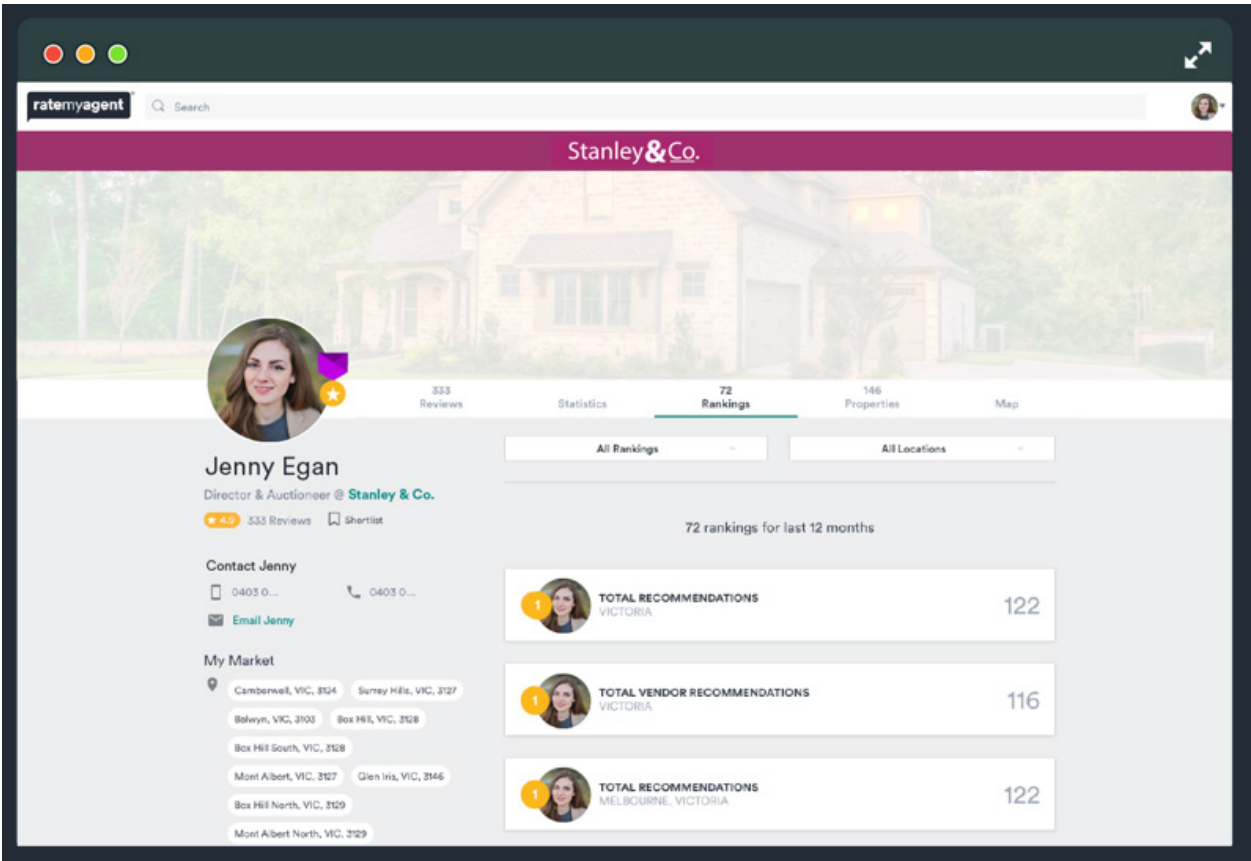 ratemyagent
Search
Stanley&Co.
333
Reviews
Statistics
72
Rankings
146
Properties
Map
Jenny Egan
Director & Auctioneer @ Stanley & Co.
4.9 333 Reviews Shortlist
Contact Jenny
0403 0... 0403 0...
Email Jenny
My Market
Camberwell, VIC, 3124 Surrey Hills, VIC, 3127
Balwyn, VIC, 3103 Box Hill, VIC, 3128
Box Hill South, VIC, 3128
Mont Albert, VIC, 3127 Glen Iris, VIC, 3146
Box Hill North, VIC, 3129
Mont Albert North, VIC, 3129
All Rankings All Locations
72 rankings for last 12 months
1 TOTAL RECOMMENDATIONS 122
VICTORIA
1 TOTAL VENDOR RECOMMENDATIONS 116
VICTORIA
1 TOTAL RECOMMENDATIONS 122
MELBOURNE, VICTORIA